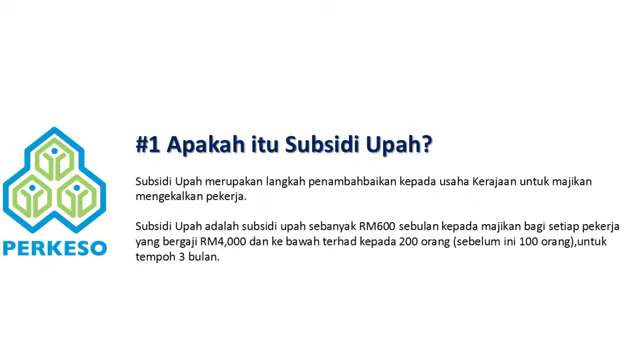 #1 Apakah itu Subsidi Upah?
Subsidi Upah merupakan langkah penambahbaikan kepada usaha Kerajaan untuk majikan
mengekalkan pekerja.
Subsidi Upah adalah subsidi upah sebanyak RM600 sebulan kepada majikan bagi setiap pekerja
yang bergaji RM4,000 dan ke bawah terhad kepada 200 orang (sebelum ini 100 orang),untuk
tempoh 3 bulan.
PERKESO